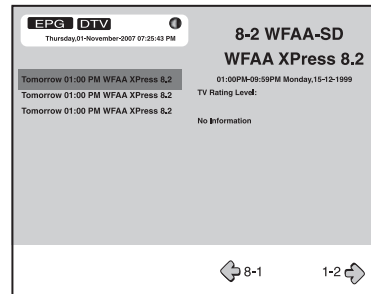 EPG DTV
Thursday,01-November-2007 07:25:43 PM
Tomorrow 01:00 PM WFAA XPress 8.2
Tomorrow 01:00 PM WFAA XPress 8.2
Tomorrow 01:00 PM WFAA XPress 8.2
8-2 WFAA-SD
WFAA XPress 8.2
01:00PM-09:59PM Monday,15-12-1999
TV Rating Level:
No Information
8-1
1-2